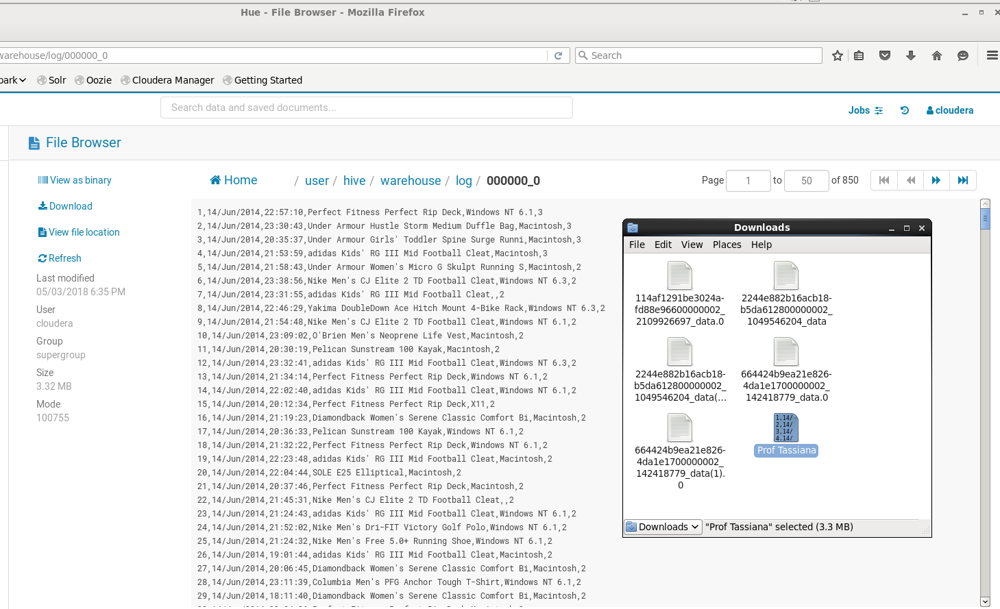 Hue - File Browser - Mozilla Firefox
warehouse/log/000000_0
Search
park
Solr
Oozie
Cloudera Manager
Getting Started
Search data and saved documents...
Jobs
cloudera
File Browser
View as binary
Download
View file location
Refresh
Last modified
05/03/2018 6:35 PM
User
cloudera
Group
supergroup
Size
3.32 MB
Mode
100755
Home / user / hive / warehouse / log / 000000_0
Page 1 to 50 of 850
1,14/Jun/2014,22:57:10,Perfect Fitness Perfect Rip Deck,Windows NT 6.1,3
2,14/Jun/2014,23:30:43,Under Armour Hustle Storm Medium Duffle Bag,Macintosh,3
3,14/Jun/2014,20:35:37,Under Armour Girls' Toddler Spine Surge Runni,Macintosh,3
4,14/Jun/2014,21:53:59,adidas Kids' RG III Mid Football Cleat,Macintosh,3
5,14/Jun/2014,21:58:43,Under Armour Women's Micro G Skulpt Running S,Macintosh,2
6,14/Jun/2014,23:38:56,Nike Men's CJ Elite 2 TD Football Cleat,Windows NT 6.3,2
7,14/Jun/2014,23:31:55,adidas Kids' RG III Mid Football Cleat,,2
8,14/Jun/2014,22:46:29,Yakima DoubleDown Ace Hitch Mount 4-Bike Rack,Windows NT 6.3,2
9,14/Jun/2014,21:54:48,Nike Men's CJ Elite 2 TD Football Cleat,Windows NT 6.1,2
10,14/Jun/2014,23:09:02,O'Brien Men's Neoprene Life Vest,Macintosh,2
11,14/Jun/2014,20:30:19,Pelican Sunstream 100 Kayak,Macintosh,2
12,14/Jun/2014,23:32:41,adidas Kids' RG III Mid Football Cleat,Windows NT 6.3,2
13,14/Jun/2014,21:34:14,Perfect Fitness Perfect Rip Deck,Windows NT 6.1,2
14,14/Jun/2014,22:02:40,adidas Kids' RG III Mid Football Cleat,Windows NT 6.1,2
15,14/Jun/2014,20:12:34,Perfect Fitness Perfect Rip Deck,X11,2
16,14/Jun/2014,21:19:23,Diamondback Women's Serene Classic Comfort Bi,Macintosh,2
17,14/Jun/2014,20:36:33,Pelican Sunstream 100 Kayak,Windows NT 6.1,2
18,14/Jun/2014,21:32:22,Perfect Fitness Perfect Rip Deck,Windows NT 6.1,2
19,14/Jun/2014,22:23:48,adidas Kids' RG III Mid Football Cleat,Macintosh,2
20,14/Jun/2014,22:04:44,SOLE E25 Elliptical,Macintosh,2
21,14/Jun/2014,20:37:46,Perfect Fitness Perfect Rip Deck,Macintosh,2
22,14/Jun/2014,21:45:31,Nike Men's CJ Elite 2 TD Football Cleat,,2
23,14/Jun/2014,21:24:43,adidas Kids' RG III Mid Football Cleat,Windows NT 6.1,2
24,14/Jun/2014,21:52:02,Nike Men's Dri-FIT Victory Golf Polo,Windows NT 6.1,2
25,14/Jun/2014,21:24:32,Nike Men's Free 5.0+ Running Shoe,Windows NT 6.1,2
26,14/Jun/2014,19:01:44,adidas Kids' RG III Mid Football Cleat,Macintosh,2
27,14/Jun/2014,20:06:45,Diamondback Women's Serene Classic Comfort Bi,Macintosh,2
28,14/Jun/2014,23:11:39,Columbia Men's PFG Anchor Tough T-Shirt,Windows NT 6.1,2
29,14/Jun/2014,18:11:40,Diamondback Women's Serene Classic Comfort Bi,Macintosh,2
Downloads
File Edit View Places Help
114af1291be3024a-
fd88e96600000002_
2109926697_data.0
2244e882b16acb18-
b5da612800000002_
1049546204_data
2244e882b16acb18-
b5da612800000002_
1049546204_data(...
664424b9ea21e826-
4da1e1700000002_
142418779_data.0
664424b9ea21e826-
4da1e1700000002_
142418779_data(1).
0
1,14/
2,14/
3,14/
4,14/
Prof Tassiana
Downloads
"Prof Tassiana" selected (3.3 MB)